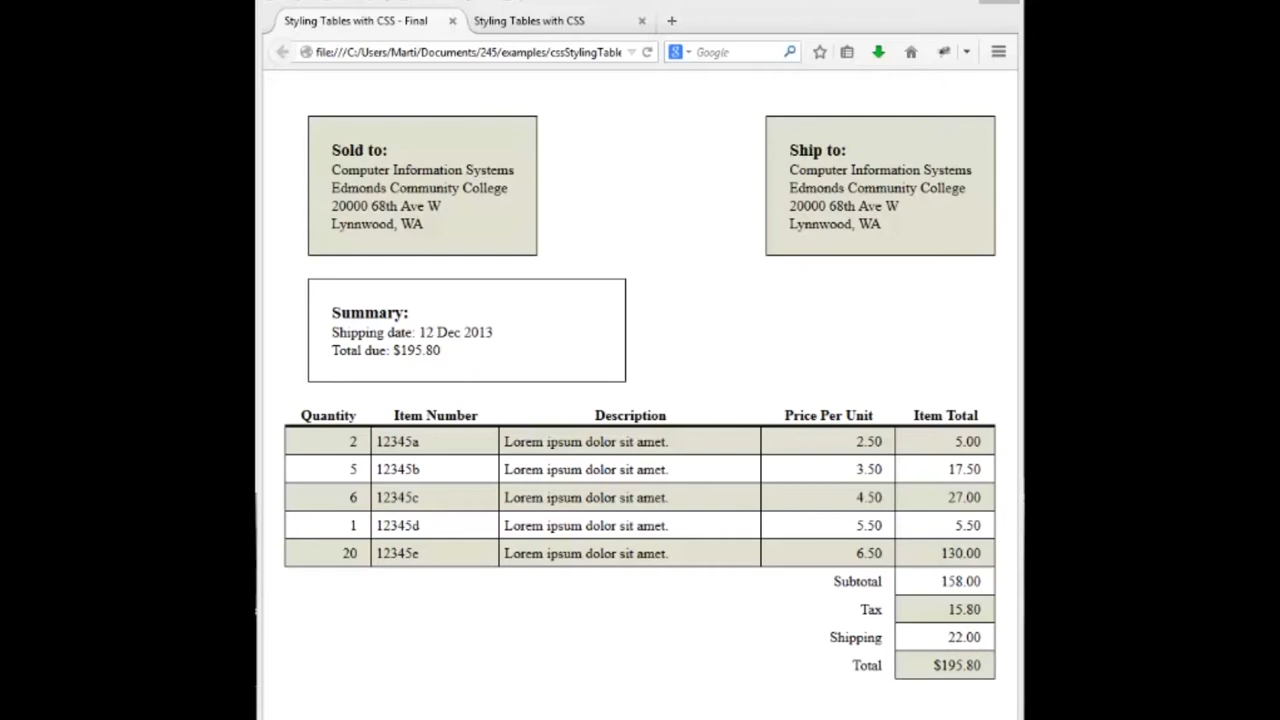 Styling Tables with CSS - Final × Styling Tables with CSS × +
file:///C:/Users/Marti/Documents/245/examples/cssStylingTable 8 Google
Sold to:
Computer Information Systems
Edmonds Community College
20000 68th Ave W
Lynnwood, WA
Ship to:
Computer Information Systems
Edmonds Community College
20000 68th Ave W
Lynnwood, WA
Summary:
Shipping date: 12 Dec 2013
Total due: $195.80
Quantity Item Number Description Price Per Unit Item Total
2 12345a Lorem ipsum dolor sit amet. 2.50 5.00
5 12345b Lorem ipsum dolor sit amet. 3.50 17.50
6 12345c Lorem ipsum dolor sit amet. 4.50 27.00
1 12345d Lorem ipsum dolor sit amet. 5.50 5.50
20 12345e Lorem ipsum dolor sit amet. 6.50 130.00
Subtotal 158.00
Tax 15.80
Shipping 22.00
Total $195.80